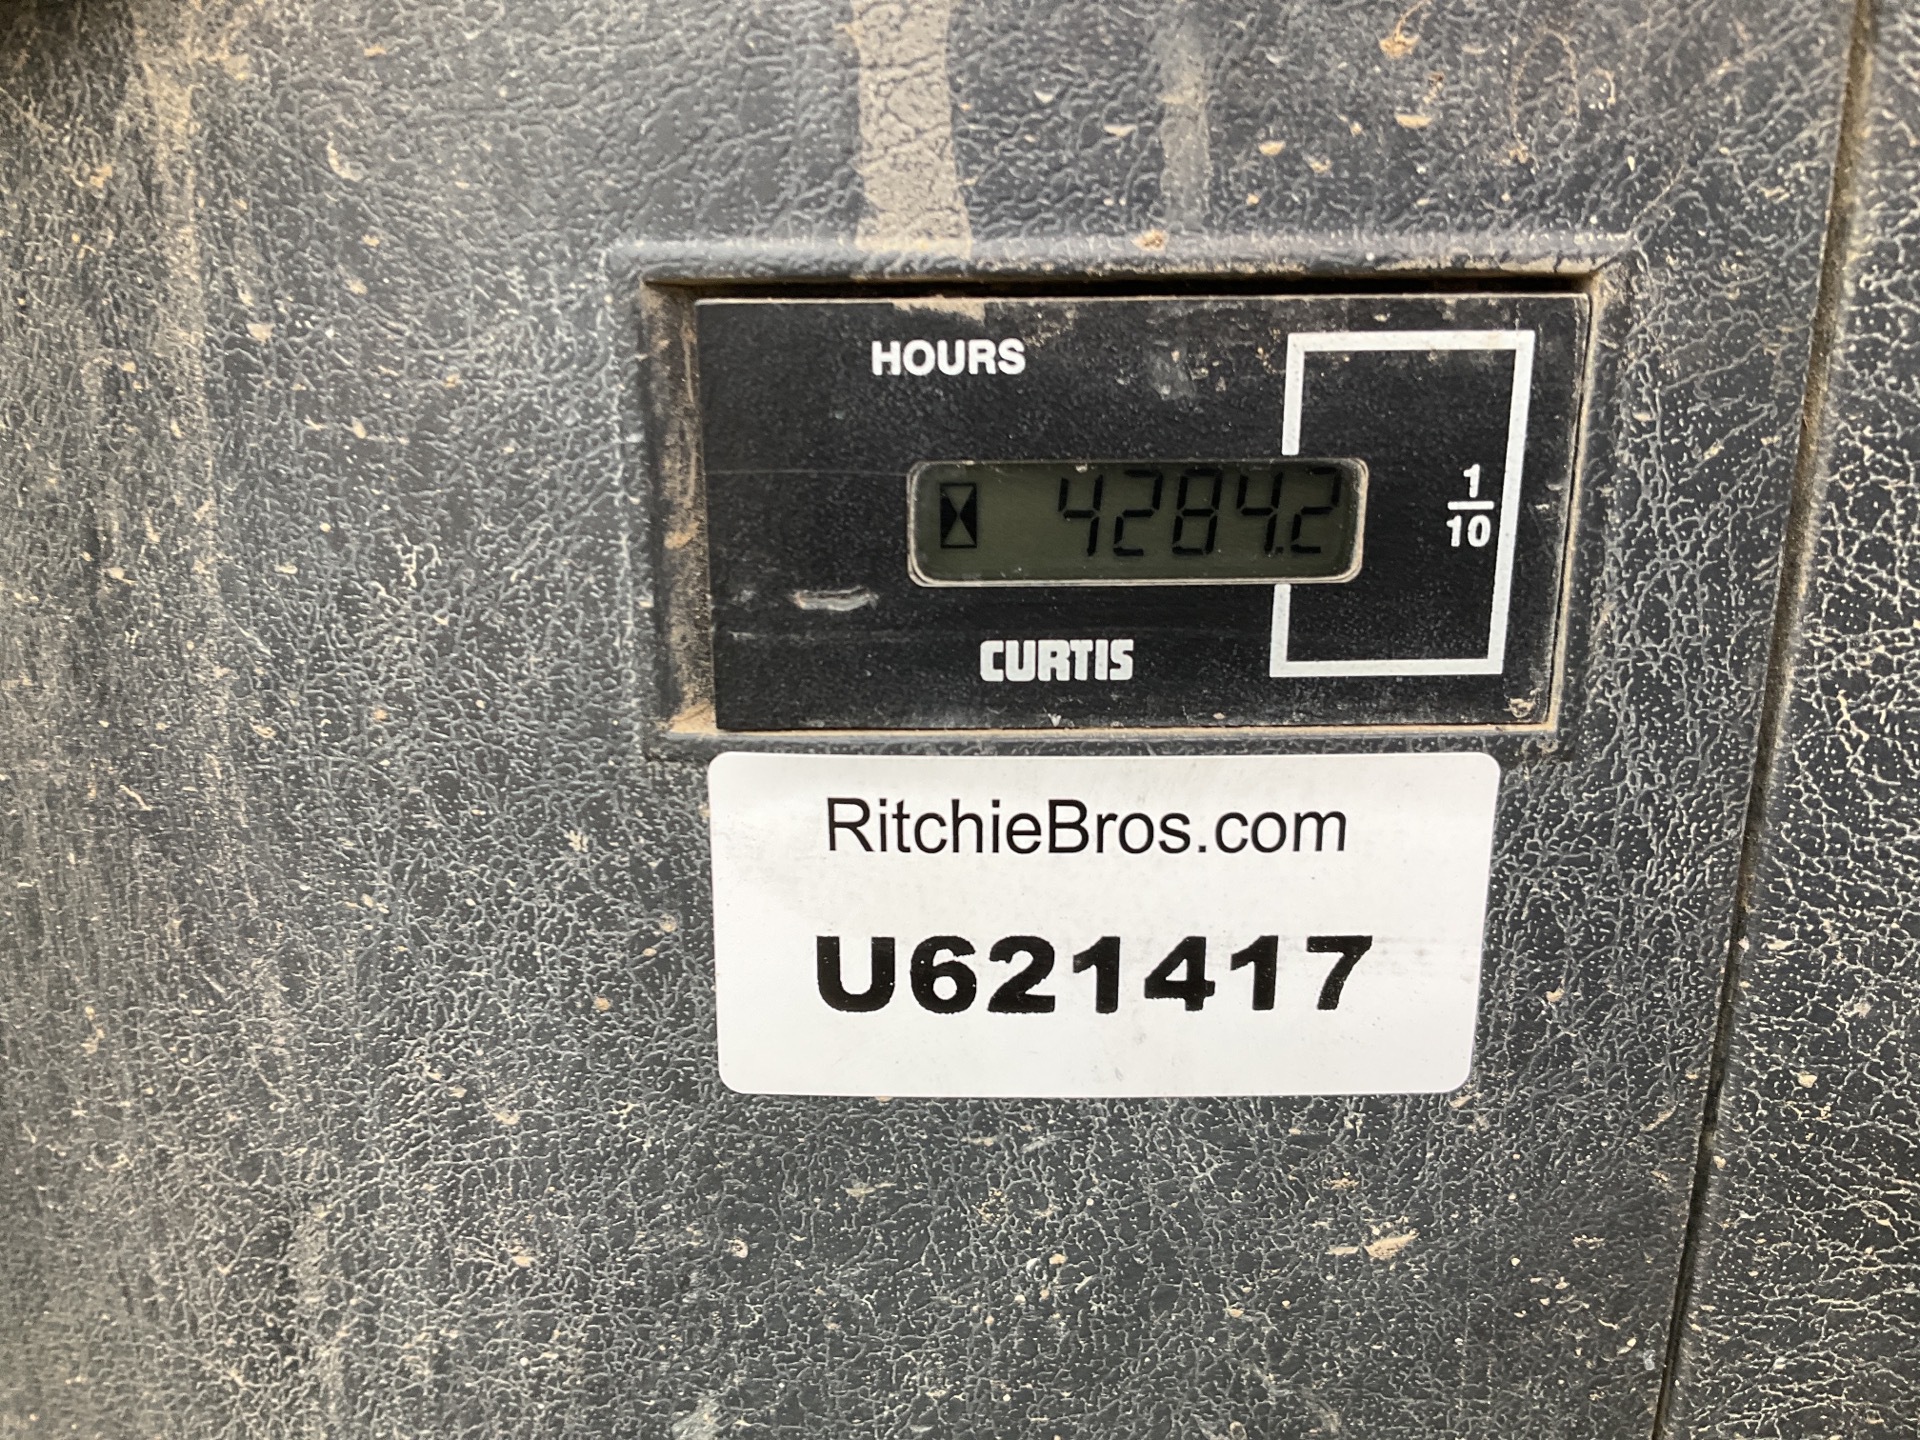 HOURS
4284.2
1/10
CURTIS
RitchieBros.com
U621417